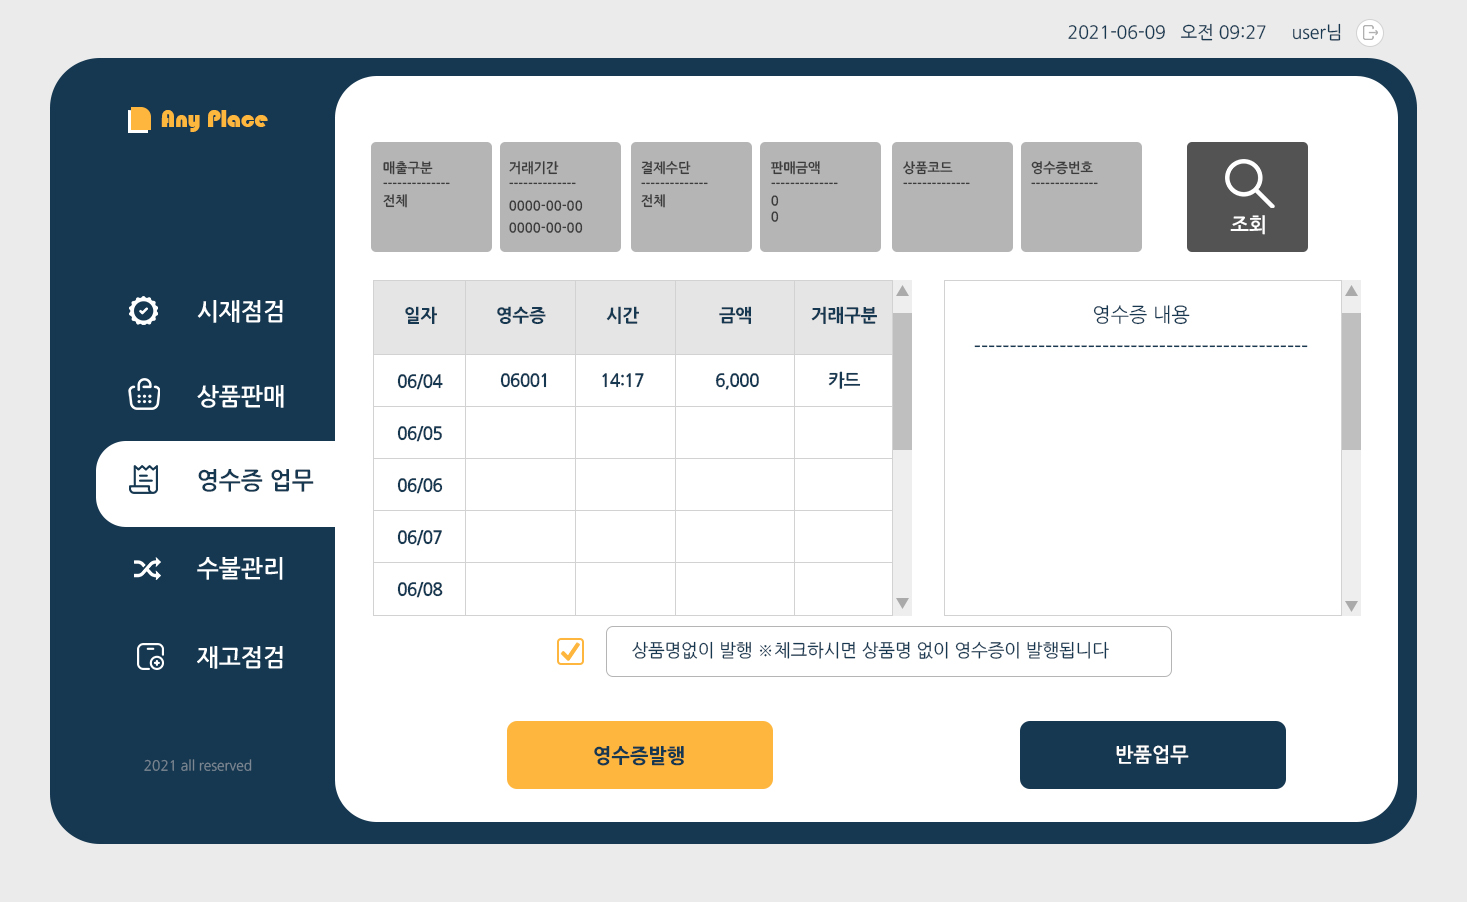 2021-06-09 오전 09:27 user님
Any Place
시재점검
상품판매
영수증 업무
수불관리
재고점검
2021 all reserved
매출구분
--------------
전체
거래기간
--------------
0000-00-00
0000-00-00
결제수단
--------------
전체
판매금액
--------------
0
0
상품코드
--------------
영수증번호
--------------
조회
일자 영수증 시간 금액 거래구분
06/04 06001 14:17 6,000 카드
06/05
06/06
06/07
06/08
영수증 내용
-----------------------------------------------
상품명없이 발행 ※체크하시면 상품명 없이 영수증이 발행됩니다
영수증발행
반품업무